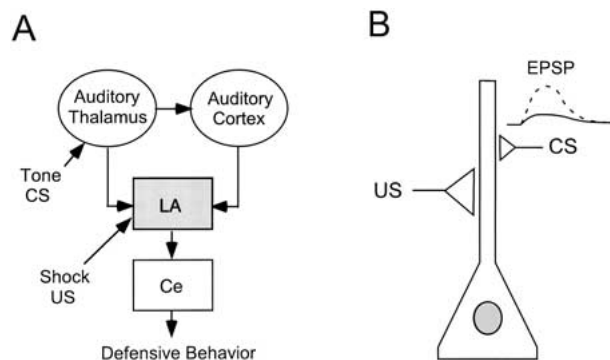 A
Auditory
Thalamus
Auditory
Cortex
Tone
CS
LA
Shock
US
Ce
Defensive Behavior
B
EPSP
CS
US